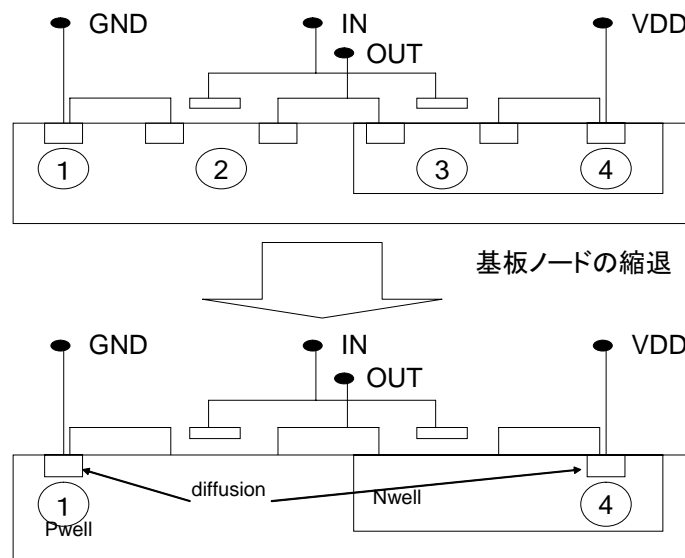 GND IN VDD
OUT
1 2 3 4
基板ノードの縮退
GND IN VDD
OUT
diffusion Nwell
1 4
Pwell